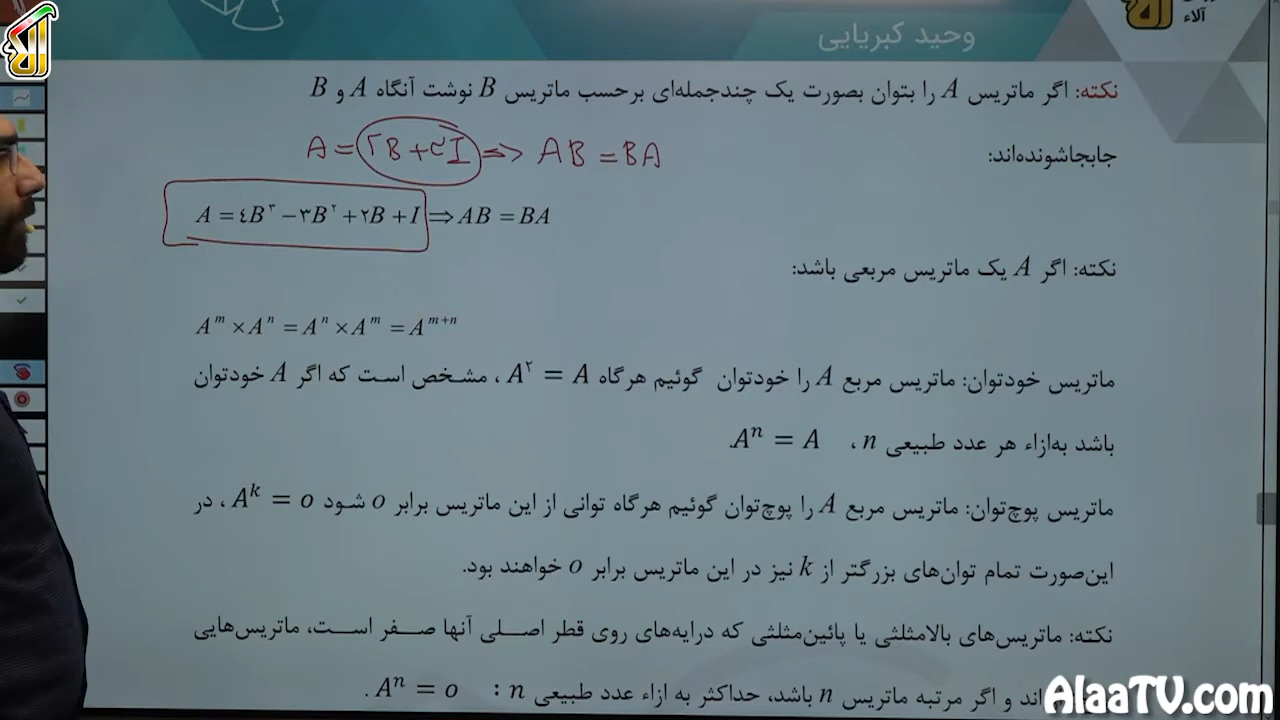 آلاء
وحید کبریایی
نکته: اگر ماتریس A را بتوان بصورت یک چندجمله‌ای برحسب ماتریس B نوشت آنگاه A و B
جابجاشونده‌اند:
A = ۲B + ۳I => AB = BA
A = ٤B^۳ − ۳B^۲ + ۲B + I ⇒ AB = BA
نکته: اگر A یک ماتریس مربعی باشد:
A^m × A^n = A^n × A^m = A^{m+n}
ماتریس خودتوان: ماتریس مربع A را خودتوان گوئیم هرگاه A^۲ = A ، مشخص است که اگر A خودتوان
باشد به‌ازاء هر عدد طبیعی n ، A^n = A.
ماتریس پوچ‌توان: ماتریس مربع A را پوچ‌توان گوئیم هرگاه توانی از این ماتریس برابر o شود A^k = o ، در
این‌صورت تمام توان‌های بزرگتر از k نیز در این ماتریس برابر o خواهند بود.
نکته: ماتریس‌های بالامثلثی یا پائین‌مثلثی که درایه‌های روی قطر اصلی آنها صفر است، ماتریس‌هایی
اند و اگر مرتبه ماتریس n باشد، حداکثر به ازاء عدد طبیعی n : A^n = o .
AlaaTV.com